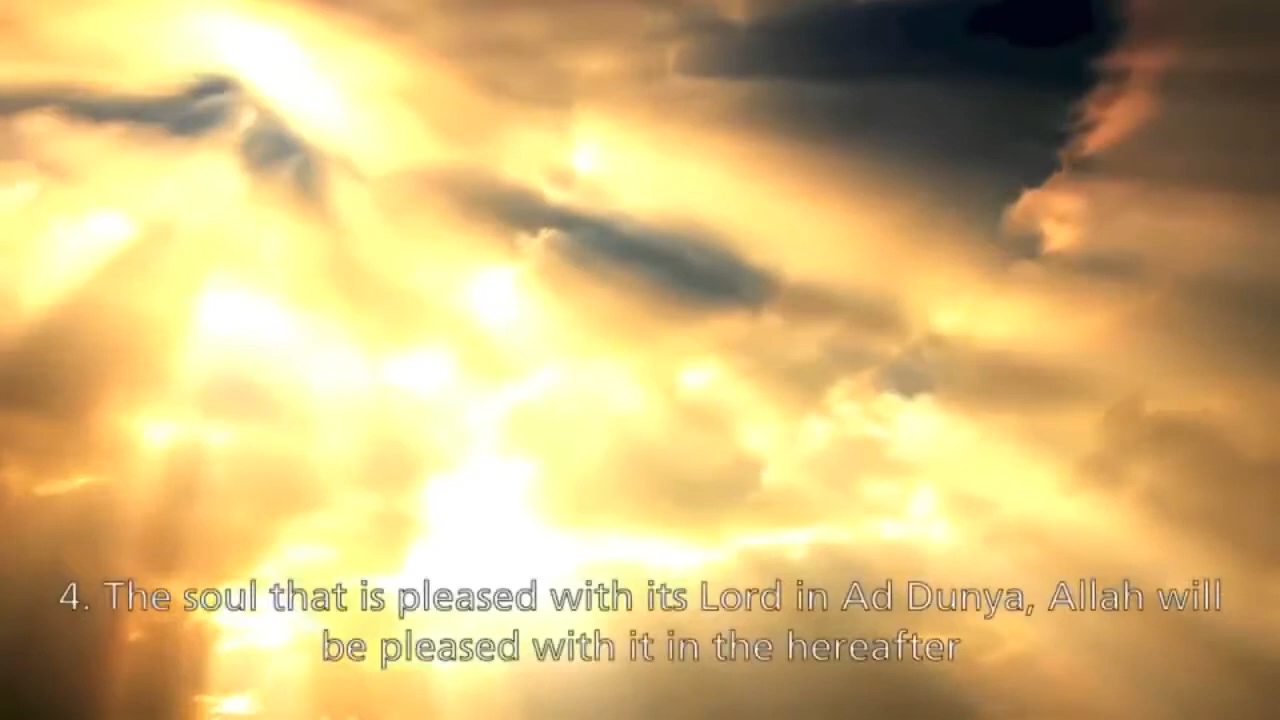 4. The soul that is pleased with its Lord in Ad Dunya, Allah will
be pleased with it in the hereafter